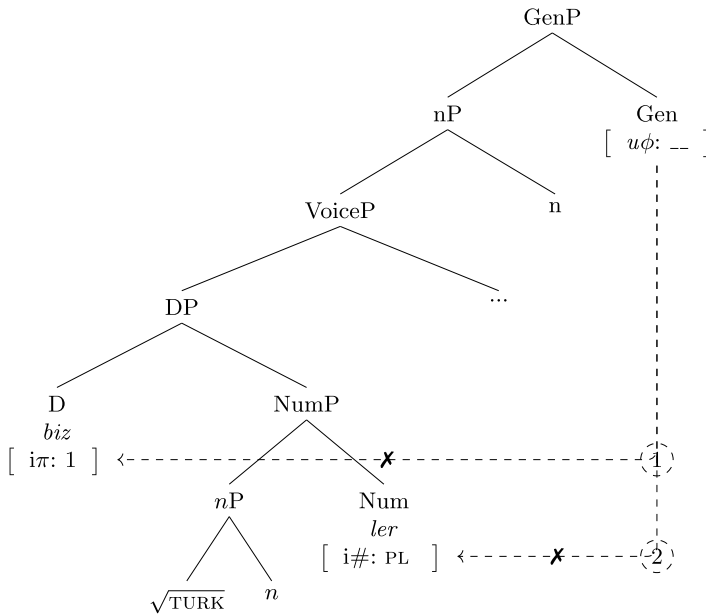 GenP
nP Gen
[ uϕ: __ ]
VoiceP n
DP ...
D NumP
biz
[ iπ: 1 ] ✗ 1
nP Num
ler
[ i#: PL ] ✗ 2
√TURK n